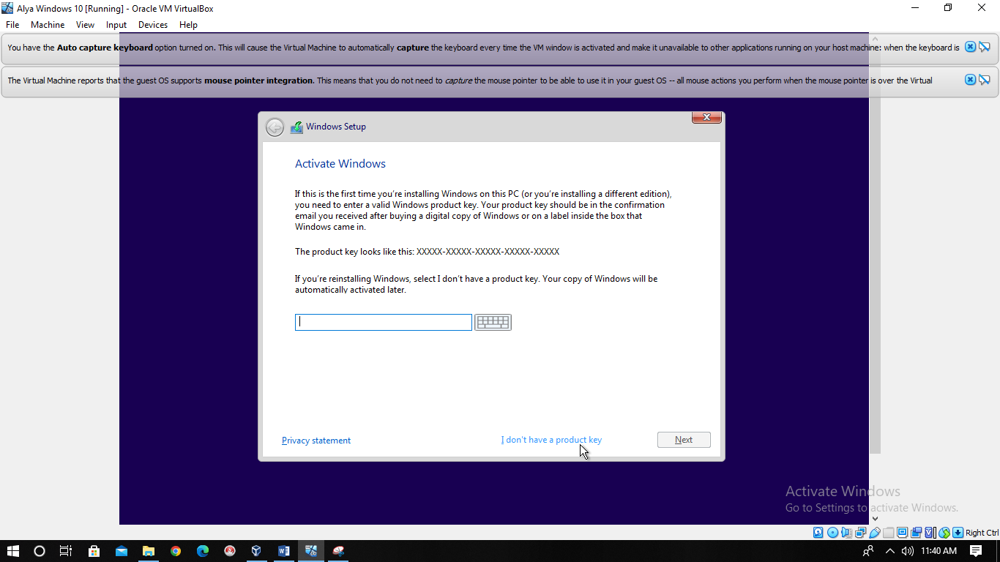 Alya Windows 10 [Running] - Oracle VM VirtualBox
File Machine View Input Devices Help
You have the Auto capture keyboard option turned on. This will cause the Virtual Machine to automatically capture the keyboard every time the VM window is activated and make it unavailable to other applications running on your host machine: when the keyboard is
The Virtual Machine reports that the guest OS supports mouse pointer integration. This means that you do not need to capture the mouse pointer to be able to use it in your guest OS -- all mouse actions you perform when the mouse pointer is over the Virtual
Windows Setup
Activate Windows
If this is the first time you're installing Windows on this PC (or you're installing a different edition),
you need to enter a valid Windows product key. Your product key should be in the confirmation
email you received after buying a digital copy of Windows or on a label inside the box that
Windows came in.
The product key looks like this: XXXXX-XXXXX-XXXXX-XXXXX-XXXXX
If you're reinstalling Windows, select I don't have a product key. Your copy of Windows will be
automatically activated later.
Privacy statement
I don't have a product key
Next
Activate Windows
Go to Settings to activate Windows.
Right Ctrl
11:40 AM